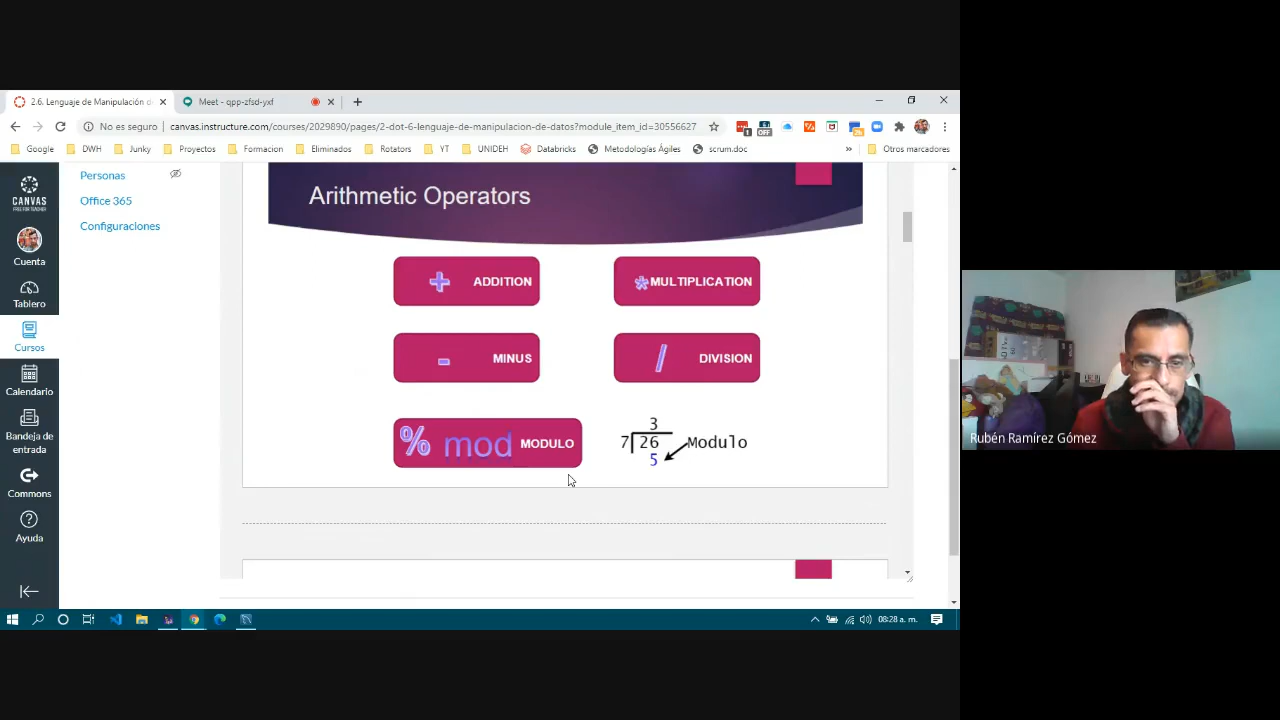 2.6. Lenguaje de Manipulación d
Meet - qpp-zfsd-yxf
No es seguro
canvas.instructure.com/courses/2029890/pages/2-dot-6-lenguaje-de-manipulacion-de-datos?module_item_id=30556627
Google DWH Junky Proyectos Formacion Eliminados Rotators YT UNIDEH Databricks Metodologías Ágiles scrum.doc » Otros marcadores
CANVAS
FREE FOR TEACHER
Cuenta
Tablero
Cursos
Calendario
Bandeja de
entrada
Commons
Ayuda
Personas
Office 365
Configuraciones
Arithmetic Operators
+ ADDITION
* MULTIPLICATION
- MINUS
/ DIVISION
% mod MODULO
3
7 26 Modulo
5
Rubén Ramírez Gómez
08:28 a. m.